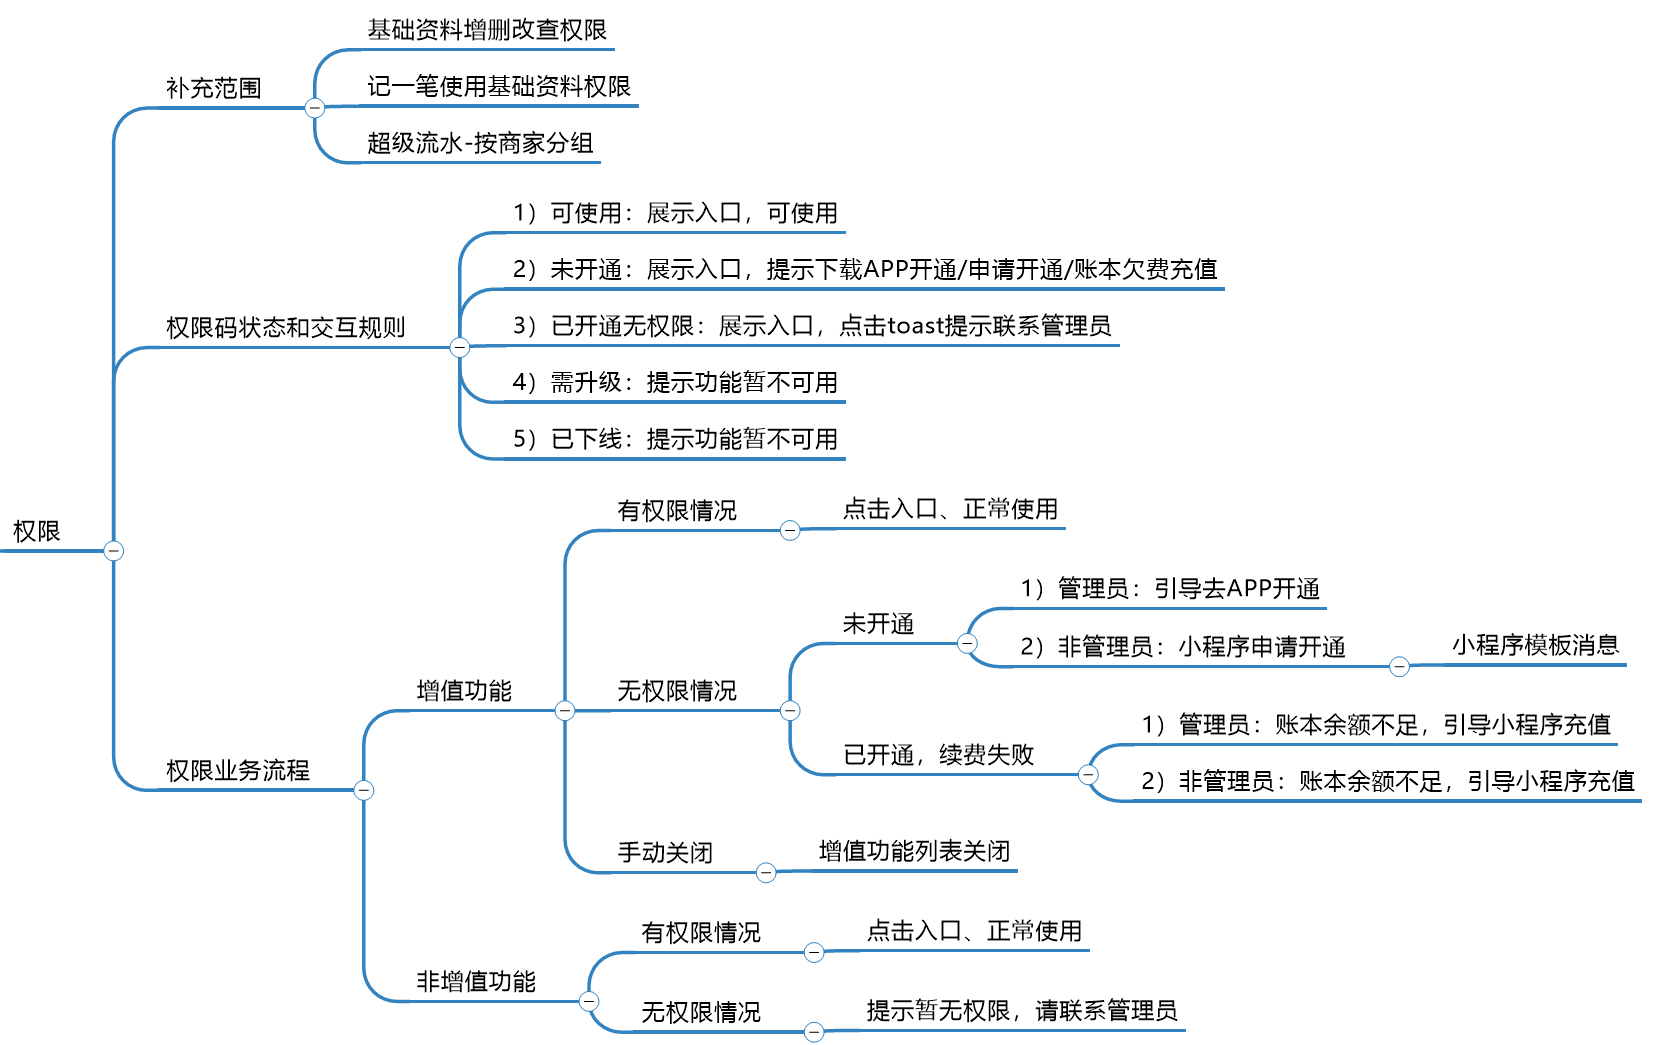 权限
补充范围
基础资料增删改查权限
记一笔使用基础资料权限
超级流水-按商家分组
权限码状态和交互规则
1）可使用：展示入口，可使用
2）未开通：展示入口，提示下载APP开通/申请开通/账本欠费充值
3）已开通无权限：展示入口，点击toast提示联系管理员
4）需升级：提示功能暂不可用
5）已下线：提示功能暂不可用
权限业务流程
增值功能
有权限情况
点击入口、正常使用
无权限情况
未开通
1）管理员：引导去APP开通
2）非管理员：小程序申请开通
小程序模板消息
已开通，续费失败
1）管理员：账本余额不足，引导小程序充值
2）非管理员：账本余额不足，引导小程序充值
手动关闭
增值功能列表关闭
非增值功能
有权限情况
点击入口、正常使用
无权限情况
提示暂无权限，请联系管理员